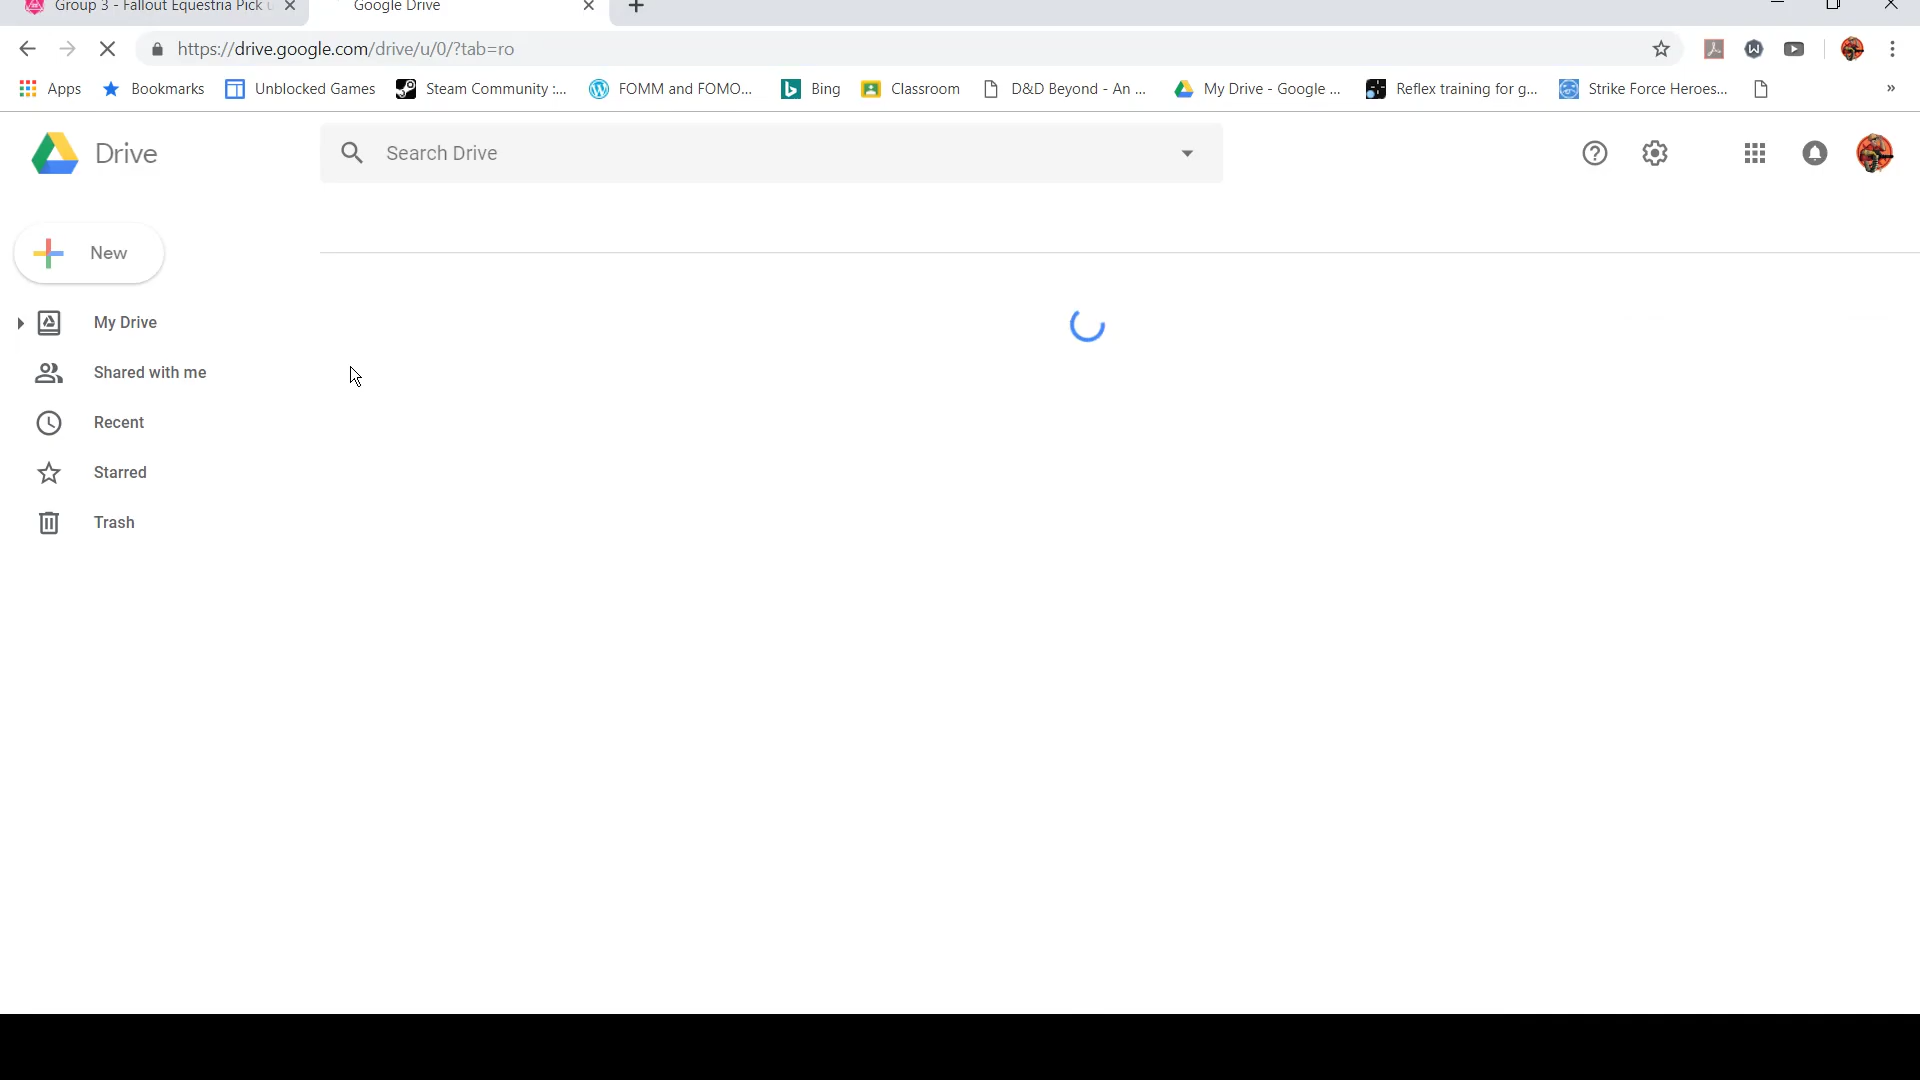 Group 3 - Fallout Equestria Pick u
Google Drive
https://drive.google.com/drive/u/0/?tab=ro
Apps Bookmarks Unblocked Games Steam Community :... FOMM and FOMO... Bing Classroom D&D Beyond - An ... My Drive - Google ... Reflex training for g... Strike Force Heroes... »
Drive
Search Drive
New
My Drive
Shared with me
Recent
Starred
Trash